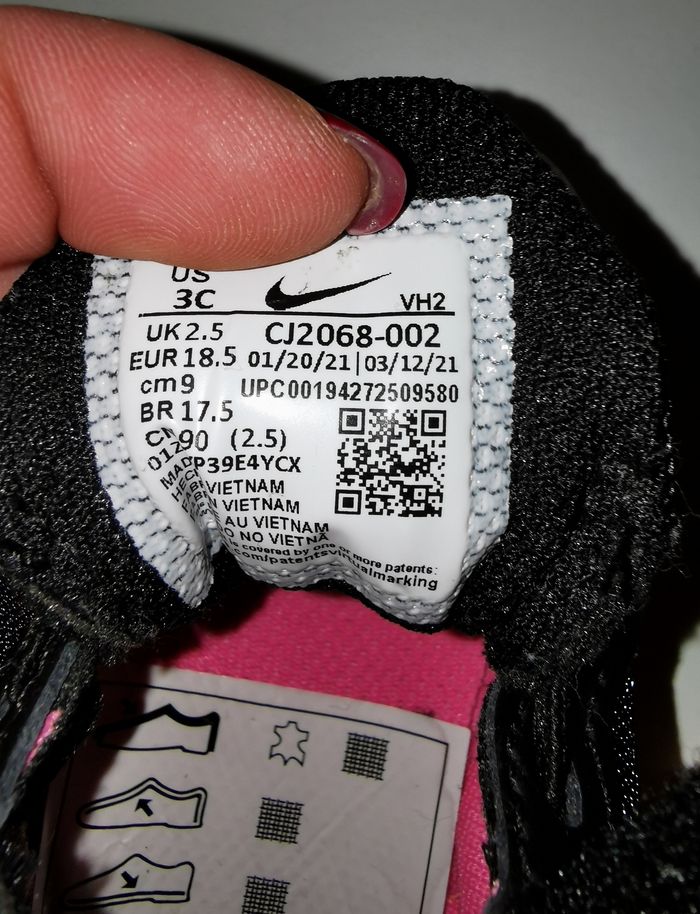 US
3C VH2
UK 2.5 CJ2068-002
EUR 18.5 01/20/21|03/12/21
cm 9 UPC00194272509580
BR 17.5
90 (2.5)
P39E4YCX
VIETNAM
VIETNAM
AU VIETNAM
NO VIETNA
is covered by one or more patents:
.com/patentsvirtualmarking